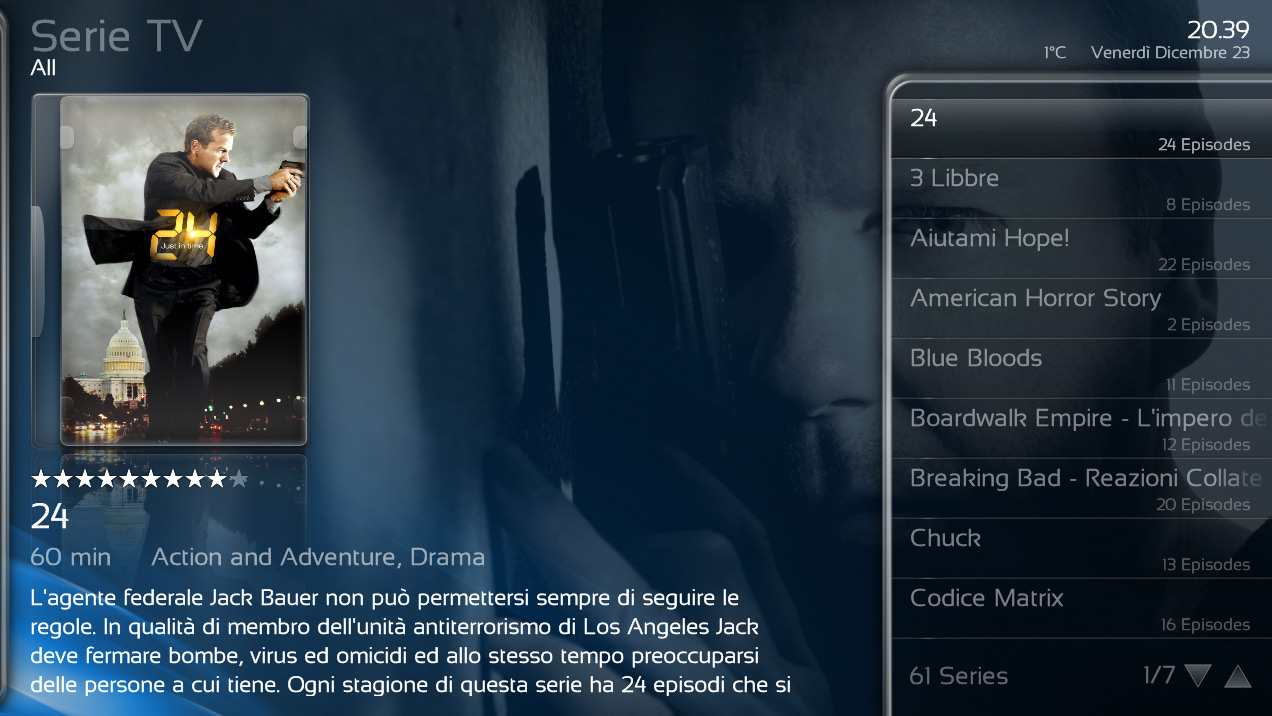 Serie TV
All
20.39
1°C Venerdì Dicembre 23
24
Just in time
24
60 min Action and Adventure, Drama
L'agente federale Jack Bauer non può permettersi sempre di seguire le
regole. In qualità di membro dell'unità antiterrorismo di Los Angeles Jack
deve fermare bombe, virus ed omicidi ed allo stesso tempo preoccuparsi
delle persone a cui tiene. Ogni stagione di questa serie ha 24 episodi che si
24
24 Episodes
3 Libbre
8 Episodes
Aiutami Hope!
22 Episodes
American Horror Story
2 Episodes
Blue Bloods
11 Episodes
Boardwalk Empire - L'impero de
12 Episodes
Breaking Bad - Reazioni Collate
20 Episodes
Chuck
13 Episodes
Codice Matrix
16 Episodes
61 Series 1/7